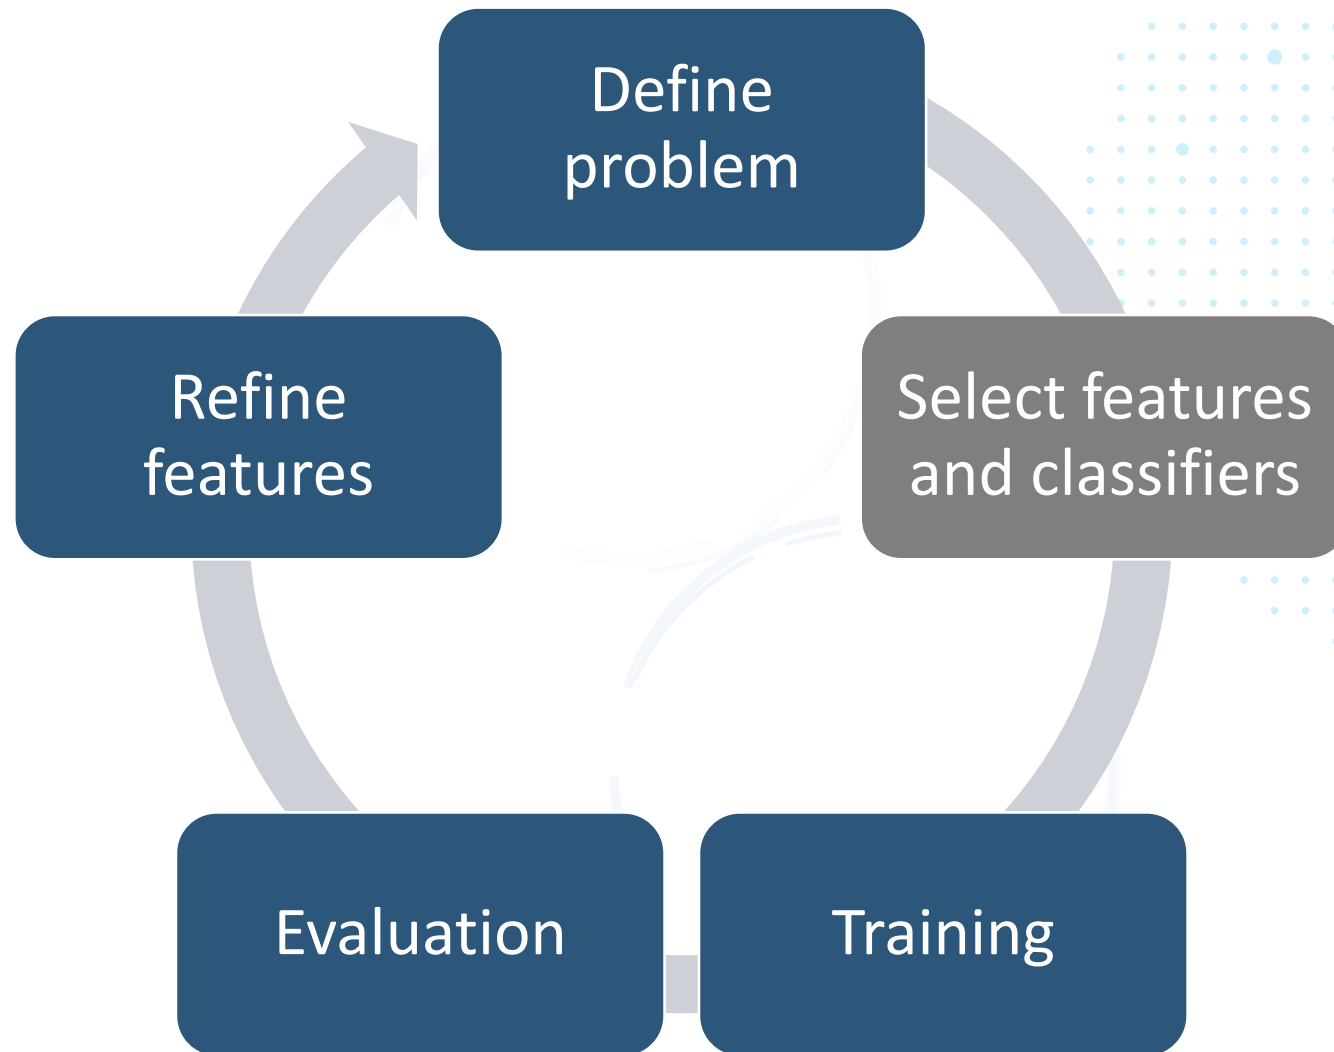 Define
problem
Select features
and classifiers
Training
Evaluation
Refine
features